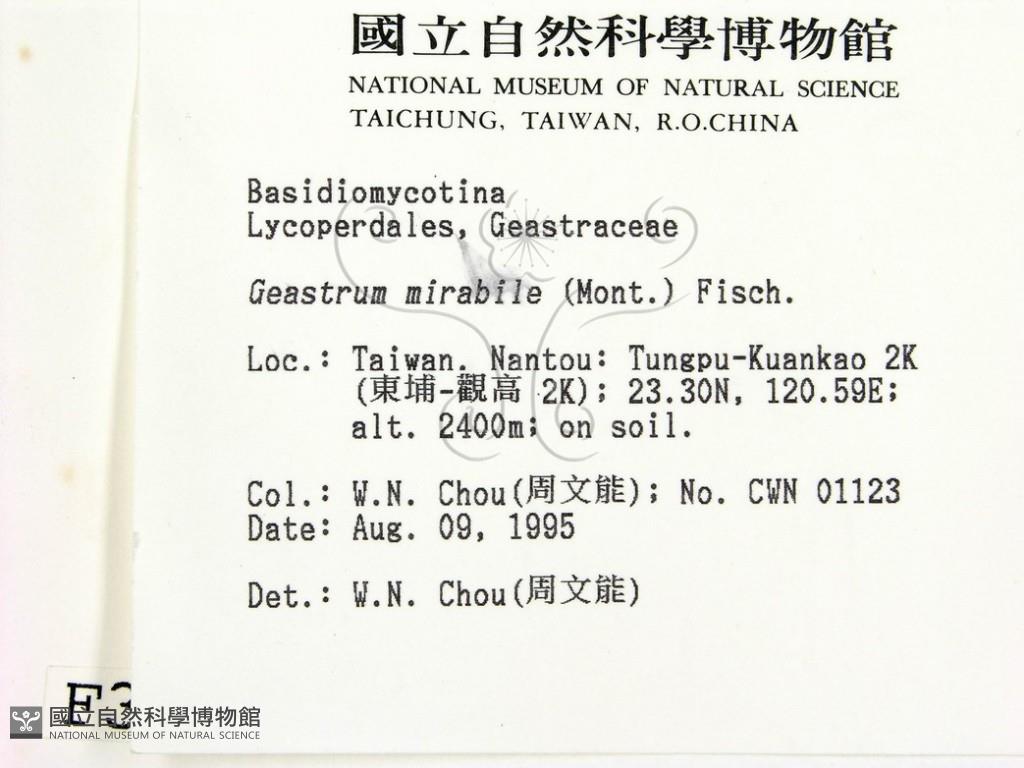 國立自然科學博物館
NATIONAL MUSEUM OF NATURAL SCIENCE
TAICHUNG, TAIWAN, R.O.CHINA
Basidiomycotina
Lycoperdales, Geastraceae
Geastrum mirabile (Mont.) Fisch.
Loc.: Taiwan. Nantou: Tungpu-Kuankao 2K
(東埔-觀高 2K); 23.30N, 120.59E;
alt. 2400m; on soil.
Col.: W.N. Chou(周文能); No. CWN 01123
Date: Aug. 09, 1995
Det.: W.N. Chou(周文能)
國立自然科學博物館
NATIONAL MUSEUM OF NATURAL SCIENCE